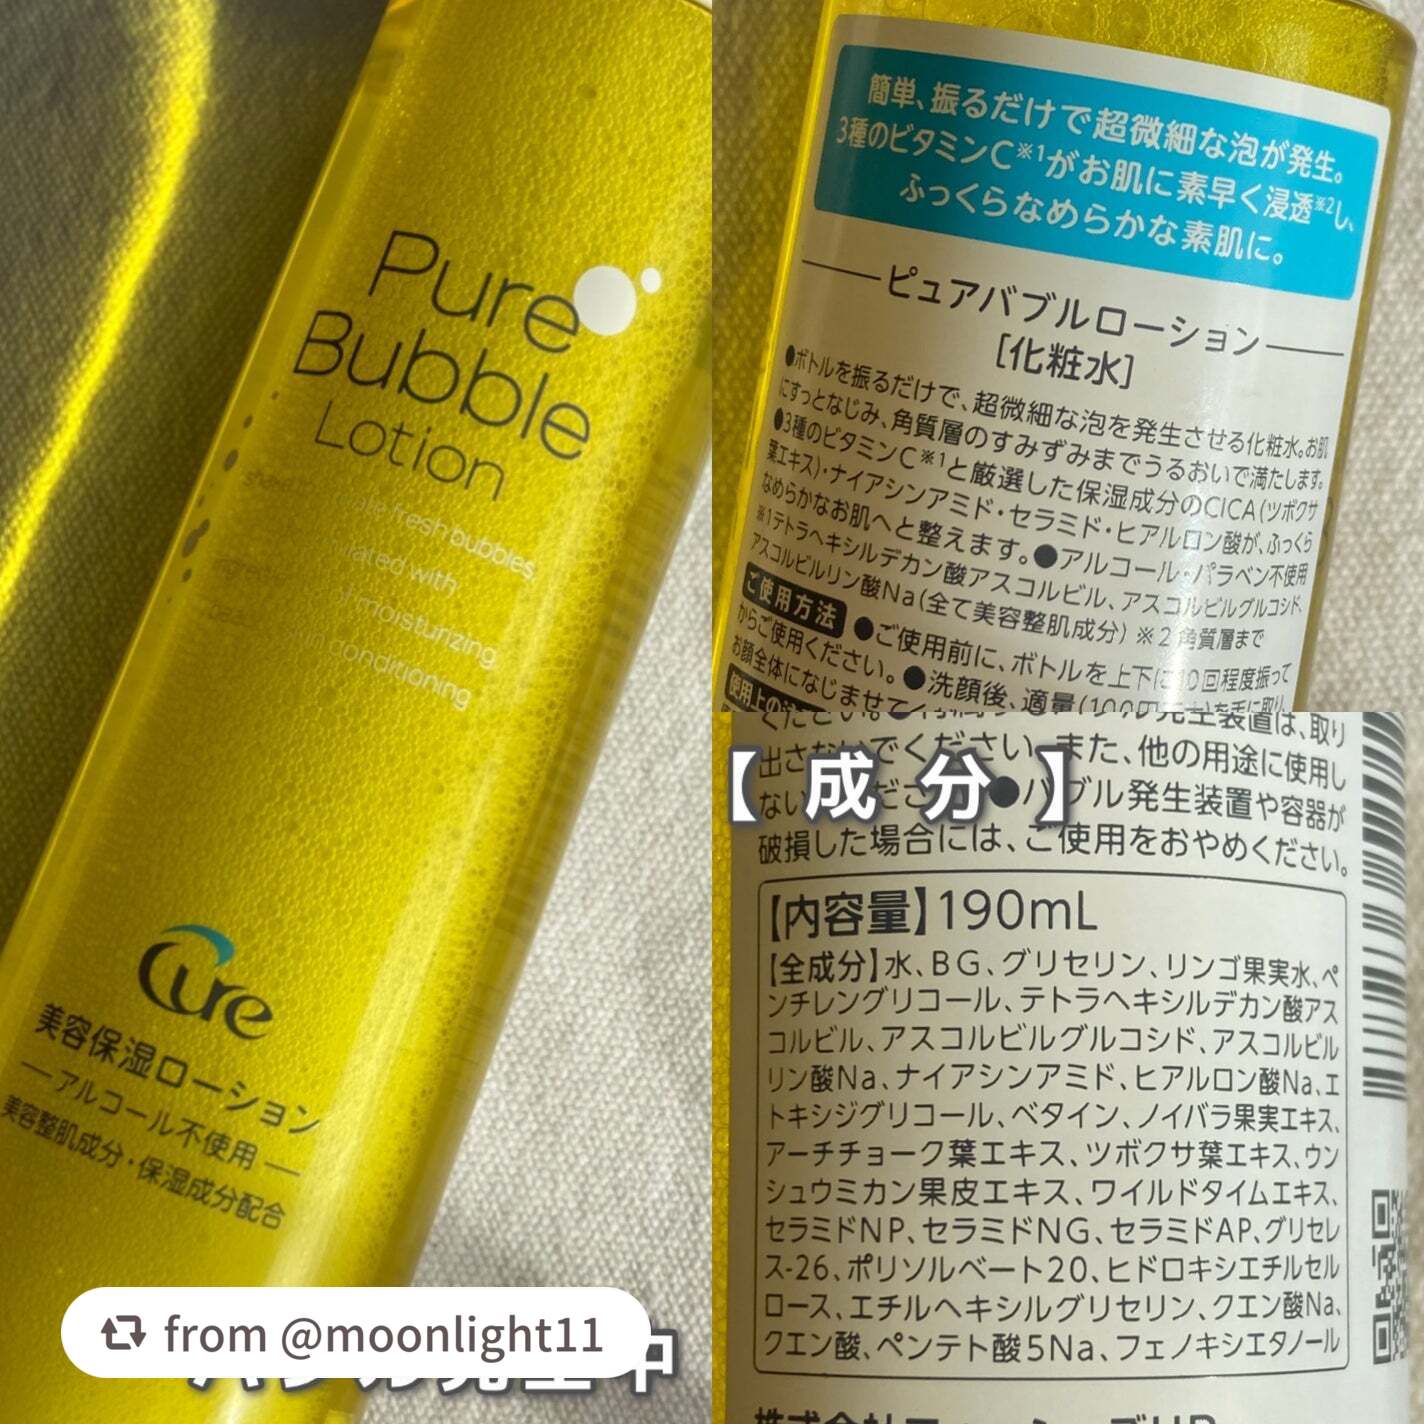 Pure
Bubble
Lotion
fresh bubbles
with
moisturizing
conditioning
Cure
美容保湿ローション
アルコール不使用
美容整肌成分・保湿成分配合
from @moonlight11
簡単、振るだけで超微細な泡が発生。
3種のビタミンC※1がお肌に素早く浸透※2し、
ふっくらなめらかな素肌に。
ピュアバブルローション
[化粧水]
●ボトルを振るだけで、超微細な泡を発生させる化粧水。お肌
にすっとなじみ、角質層のすみずみまでうるおいで満たします。
●3種のビタミンC※1と厳選した保湿成分のCICA(ツボクサ
葉エキス)・ナイアシンアミド・セラミド・ヒアルロン酸が、ふっくら
なめらかなお肌へと整えます。●アルコール・パラベン不使用
※1テトラヘキシルデカン酸アスコルビル、アスコルビルグルコシド、
アスコルビルリン酸Na(全て美容整肌成分) ※2 角質層まで
ご使用方法 ●ご使用前に、ボトルを上下に10回程度振って
からご使用ください。●洗顔後、適量(100円
お顔全体になじませて
使用上の
発生装置は、取り
出さないでください。また、他の用途に使用し
ない
【 成 分 】
バブル発生装置や容器が
破損した場合には、ご使用をおやめください。
【内容量】190mL
【全成分】水、BG、グリセリン、リンゴ果実水、ペ
ンチレングリコール、テトラヘキシルデカン酸アス
コルビル、アスコルビルグルコシド、アスコルビル
リン酸Na、ナイアシンアミド、ヒアルロン酸Na、エ
トキシジグリコール、ベタイン、ノイバラ果実エキス、
アーチチョーク葉エキス、ツボクサ葉エキス、ウン
シュウミカン果皮エキス、ワイルドタイムエキス、
セラミドNP、セラミドNG、セラミドAP、グリセレ
ス-26、ポリソルベート20、ヒドロキシエチルセル
ロース、エチルヘキシルグリセリン、クエン酸Na、
クエン酸、ペンテト酸5Na、フェノキシエタノール